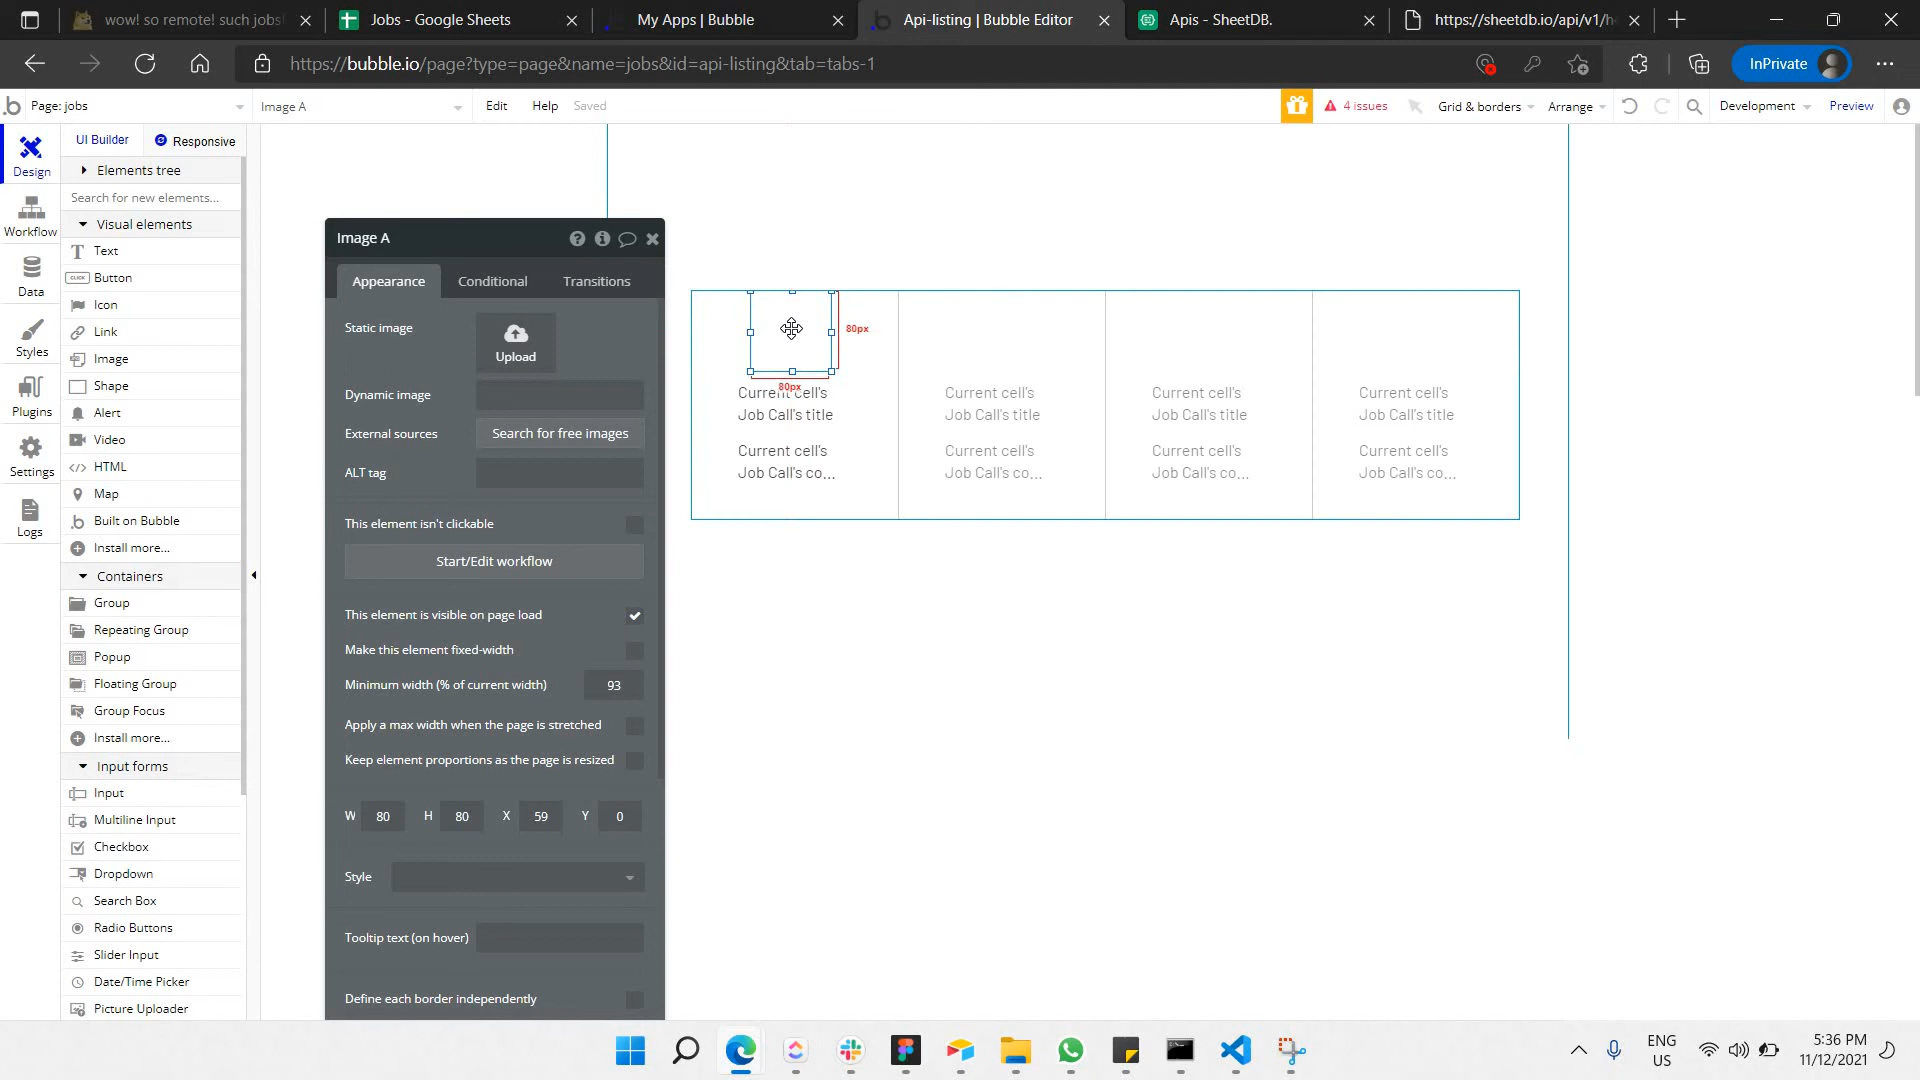 wow! so remote! such jobs!
Jobs - Google Sheets
My Apps | Bubble
Api-listing | Bubble Editor
Apis - SheetDB.
https://sheetdb.io/api/v1/h
https://bubble.io/page?type=page&name=jobs&id=api-listing&tab=tabs-1
InPrivate
Page: jobs
Image A
Edit
Help
Saved
4 issues
Grid & borders
Arrange
Development
Preview
Design
Workflow
Data
Styles
Plugins
Settings
Logs
UI Builder
Responsive
Elements tree
Search for new elements...
Visual elements
Text
CLICK
Button
Icon
Link
Image
Shape
Alert
Video
HTML
Map
Built on Bubble
Install more...
Containers
Group
Repeating Group
Popup
Floating Group
Group Focus
Install more...
Input forms
Input
Multiline Input
Checkbox
Dropdown
Search Box
Radio Buttons
Slider Input
Date/Time Picker
Picture Uploader
Image A
Appearance
Conditional
Transitions
Static image
Upload
Dynamic image
External sources
Search for free images
ALT tag
This element isn't clickable
Start/Edit workflow
This element is visible on page load
Make this element fixed-width
Minimum width (% of current width)
93
Apply a max width when the page is stretched
Keep element proportions as the page is resized
W 80 H 80 X 59 Y 0
Style
Tooltip text (on hover)
Define each border independently
80px
80px
Current cell's
Job Call's title
Current cell's
Job Call's co...
Current cell's
Job Call's title
Current cell's
Job Call's co...
Current cell's
Job Call's title
Current cell's
Job Call's co...
Current cell's
Job Call's title
Current cell's
Job Call's co...
ENG
US
5:36 PM
11/12/2021